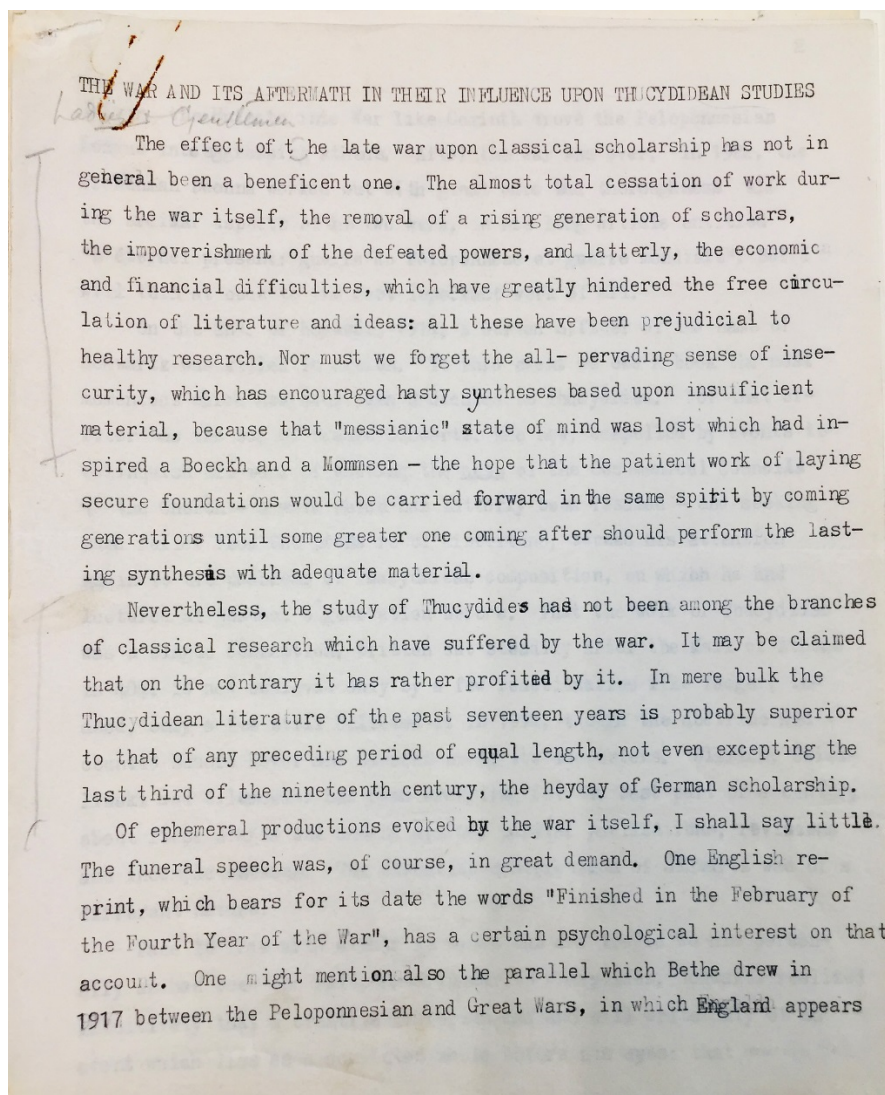 THE WAR AND ITS AFTERMATH IN THEIR INFLUENCE UPON THUCYDIDEAN STUDIES
Ladies & Gentlemen
The effect of t he late war upon classical scholarship has not in
general been a beneficent one. The almost total cessation of work dur-
ing the war itself, the removal of a rising generation of scholars,
the impoverishment of the defeated powers, and latterly, the economic
and financial difficulties, which have greatly hindered the free circu-
lation of literature and ideas: all these have been prejudicial to
healthy research. Nor must we forget the all- pervading sense of inse-
curity, which has encouraged hasty syntheses based upon insufficient
material, because that "messianic" state of mind was lost which had in-
spired a Boeckh and a Mommsen — the hope that the patient work of laying
secure foundations would be carried forward in the same spirit by coming
generations until some greater one coming after should perform the last-
ing synthesis with adequate material.
Nevertheless, the study of Thucydides has not been among the branches
of classical research which have suffered by the war. It may be claimed
that on the contrary it has rather profited by it. In mere bulk the
Thucydidean literature of the past seventeen years is probably superior
to that of any preceding period of equal length, not even excepting the
last third of the nineteenth century, the heyday of German scholarship.
Of ephemeral productions evoked by the war itself, I shall say little.
The funeral speech was, of course, in great demand. One English re-
print, which bears for its date the words "Finished in the February of
the Fourth Year of the War", has a certain psychological interest on that
account. One might mention also the parallel which Bethe drew in
1917 between the Peloponnesian and Great Wars, in which England appears